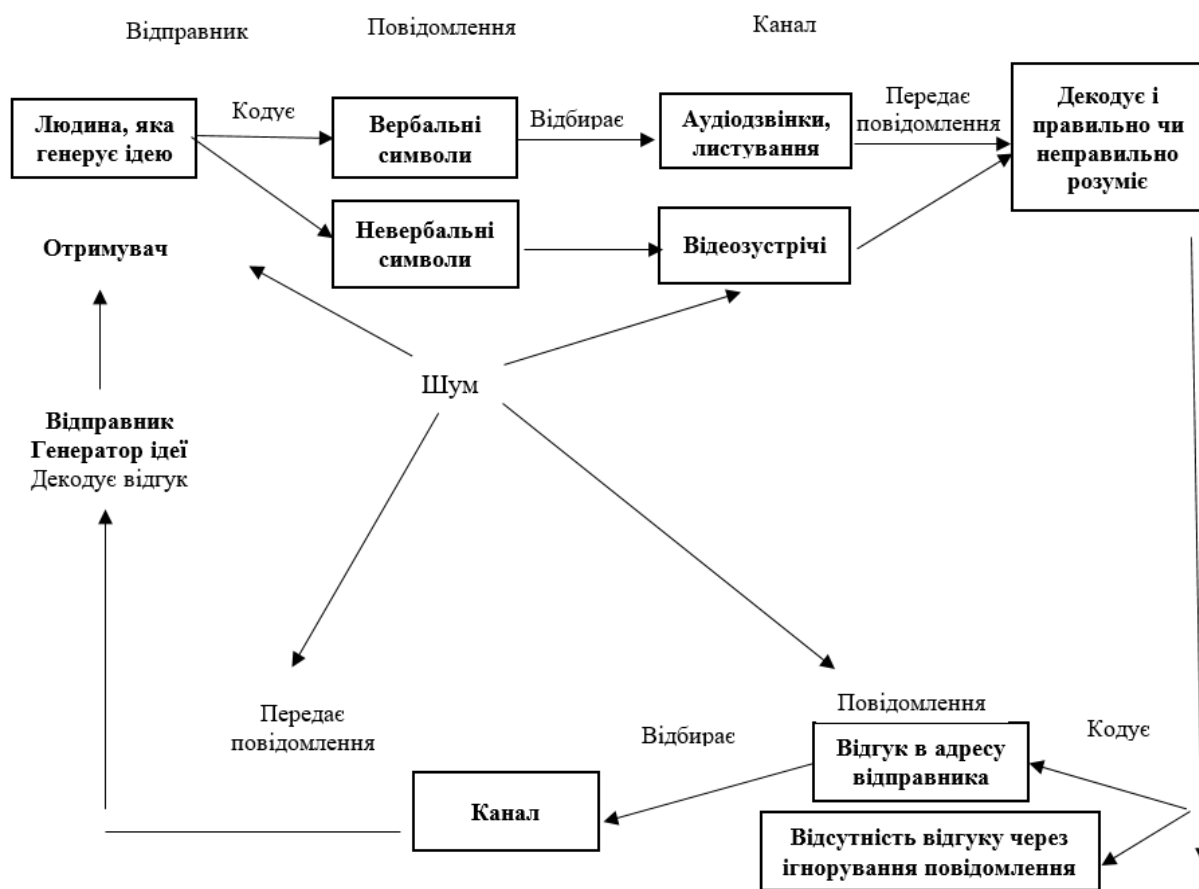 Відправник
Повідомлення
Канал
Людина, яка
генерує ідею
Кодує
Вербальні
символи
Відбирає
Аудіодзвінки,
листування
Передає
повідомлення
Декодує і
правильно чи
неправильно
розуміє
Невербальні
символи
Відеозустрічі
Отримувач
Шум
Відправник
Генератор ідеї
Декодує відгук
Передає
повідомлення
Відбирає
Повідомлення
Кодує
Відгук в адресу
відправника
Канал
Відсутність відгуку через
ігнорування повідомлення